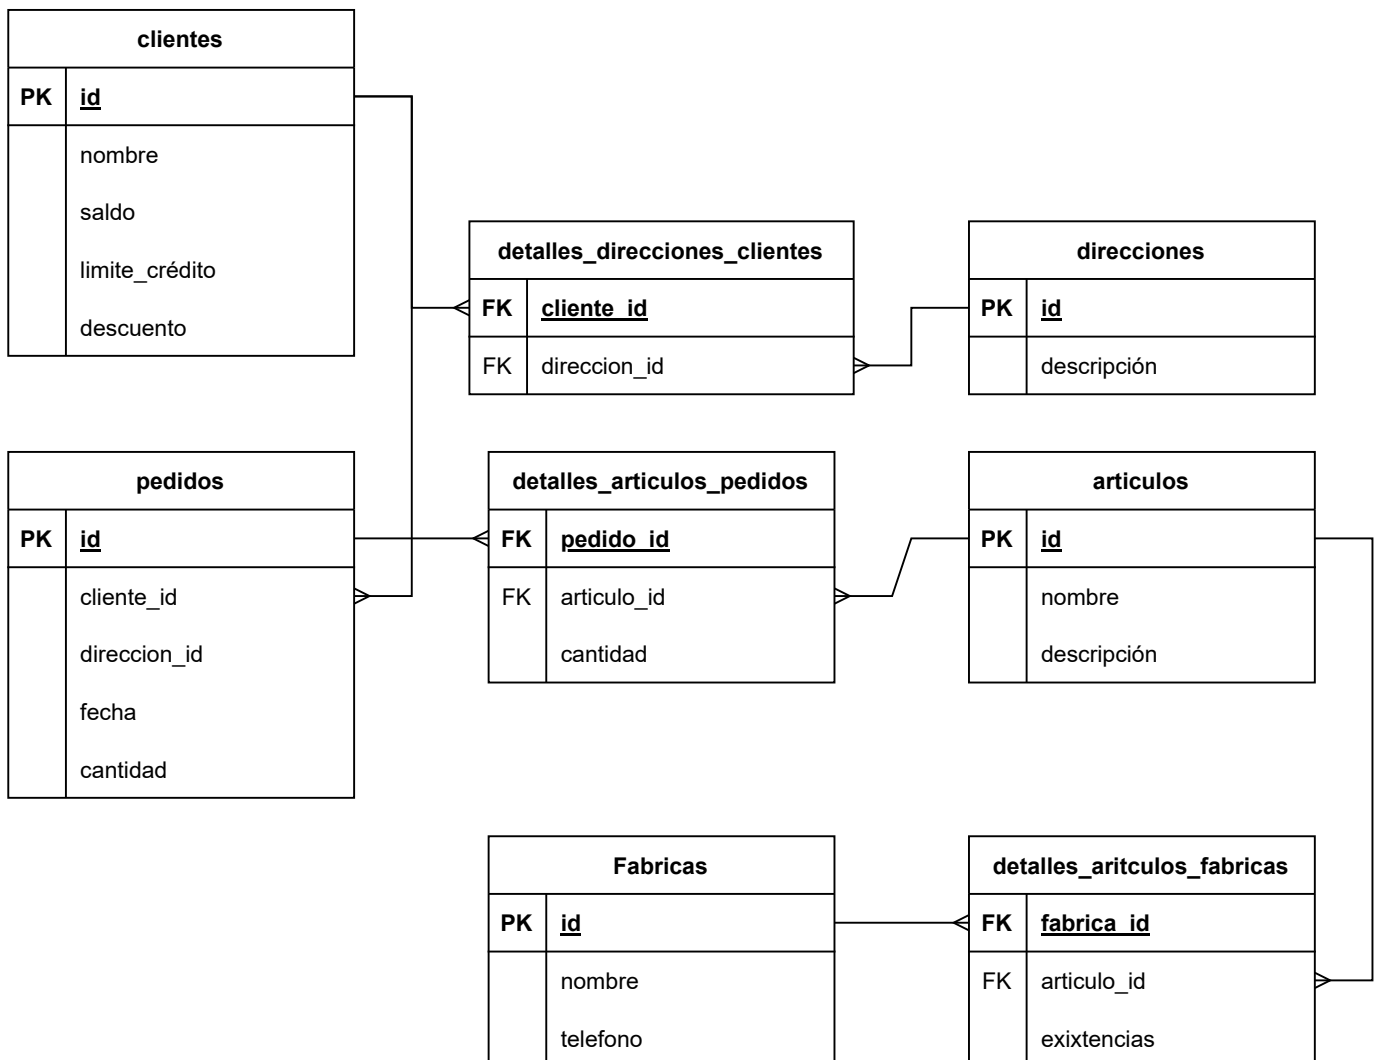 clientes
PK id
nombre
saldo
limite_crédito
descuento
detalles_direcciones_clientes
FK cliente_id
FK direccion_id
direcciones
PK id
descripción
pedidos
PK id
cliente_id
direccion_id
fecha
cantidad
detalles_articulos_pedidos
FK pedido_id
FK articulo_id
cantidad
articulos
PK id
nombre
descripción
Fabricas
PK id
nombre
telefono
detalles_aritculos_fabricas
FK fabrica_id
FK articulo_id
exixtencias